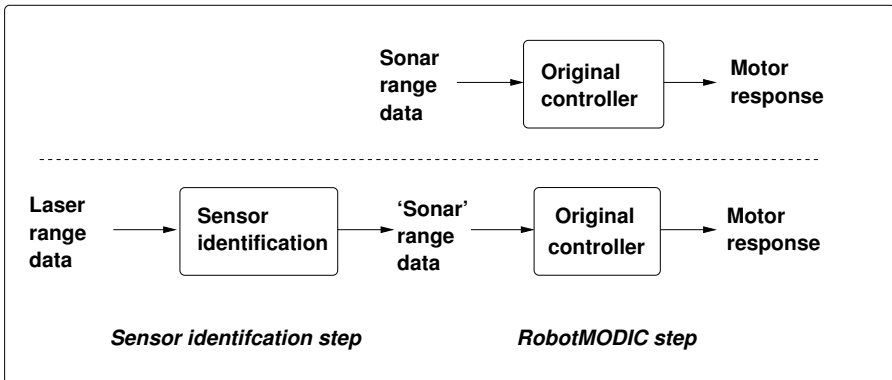 Sonar
range
data
Original
controller
Motor
response
Laser
range
data
Sensor
identification
‘Sonar’
range
data
Original
controller
Motor
response
Sensor identifcation step
RobotMODIC step